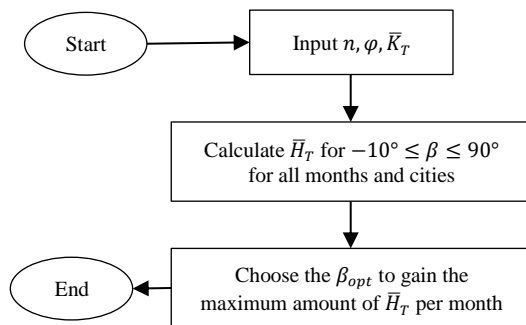 Start
Input n, φ, K̅_T
Calculate H̅_T for −10° ≤ β ≤ 90°
for all months and cities
Choose the β_opt to gain the
maximum amount of H̅_T per month
End